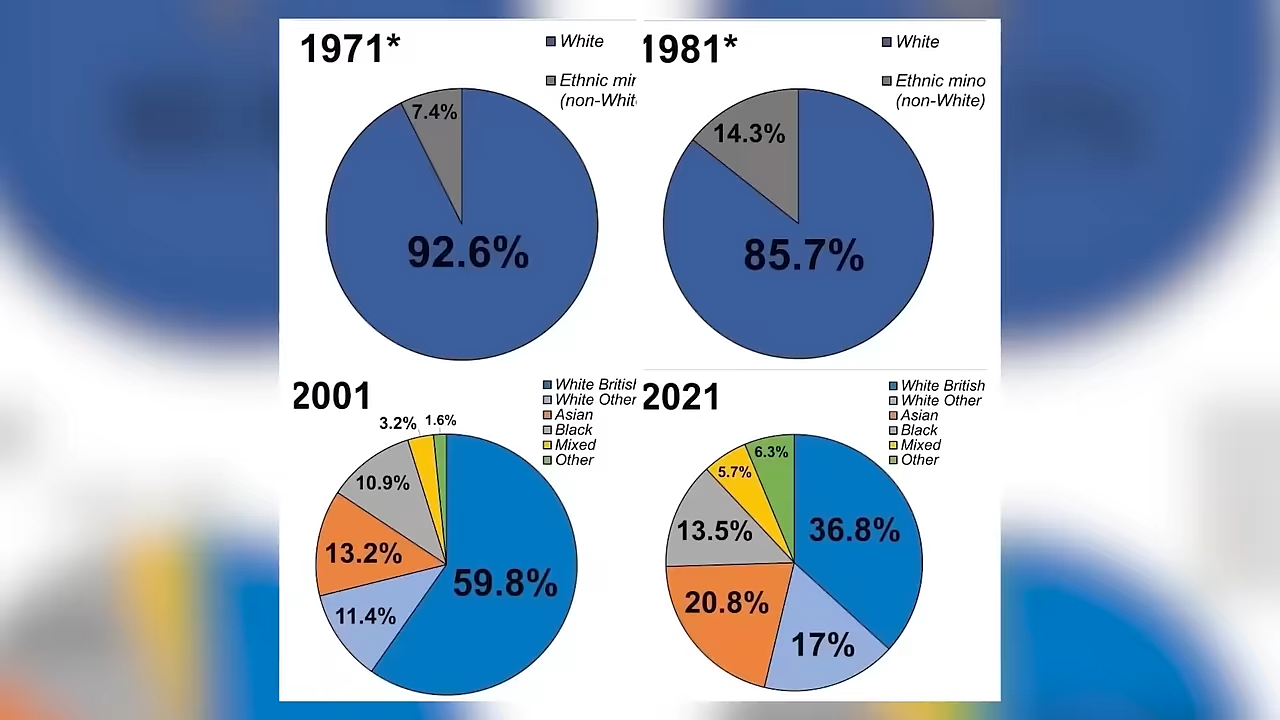 1971*
White
Ethnic mir
(non-Whit
7.4%
92.6%
1981*
White
Ethnic mino
(non-White)
14.3%
85.7%
2001
White British
White Other
Asian
Black
Mixed
Other
3.2%
1.6%
10.9%
13.2%
11.4%
59.8%
2021
White British
White Other
Asian
Black
Mixed
Other
6.3%
5.7%
13.5%
36.8%
20.8%
17%